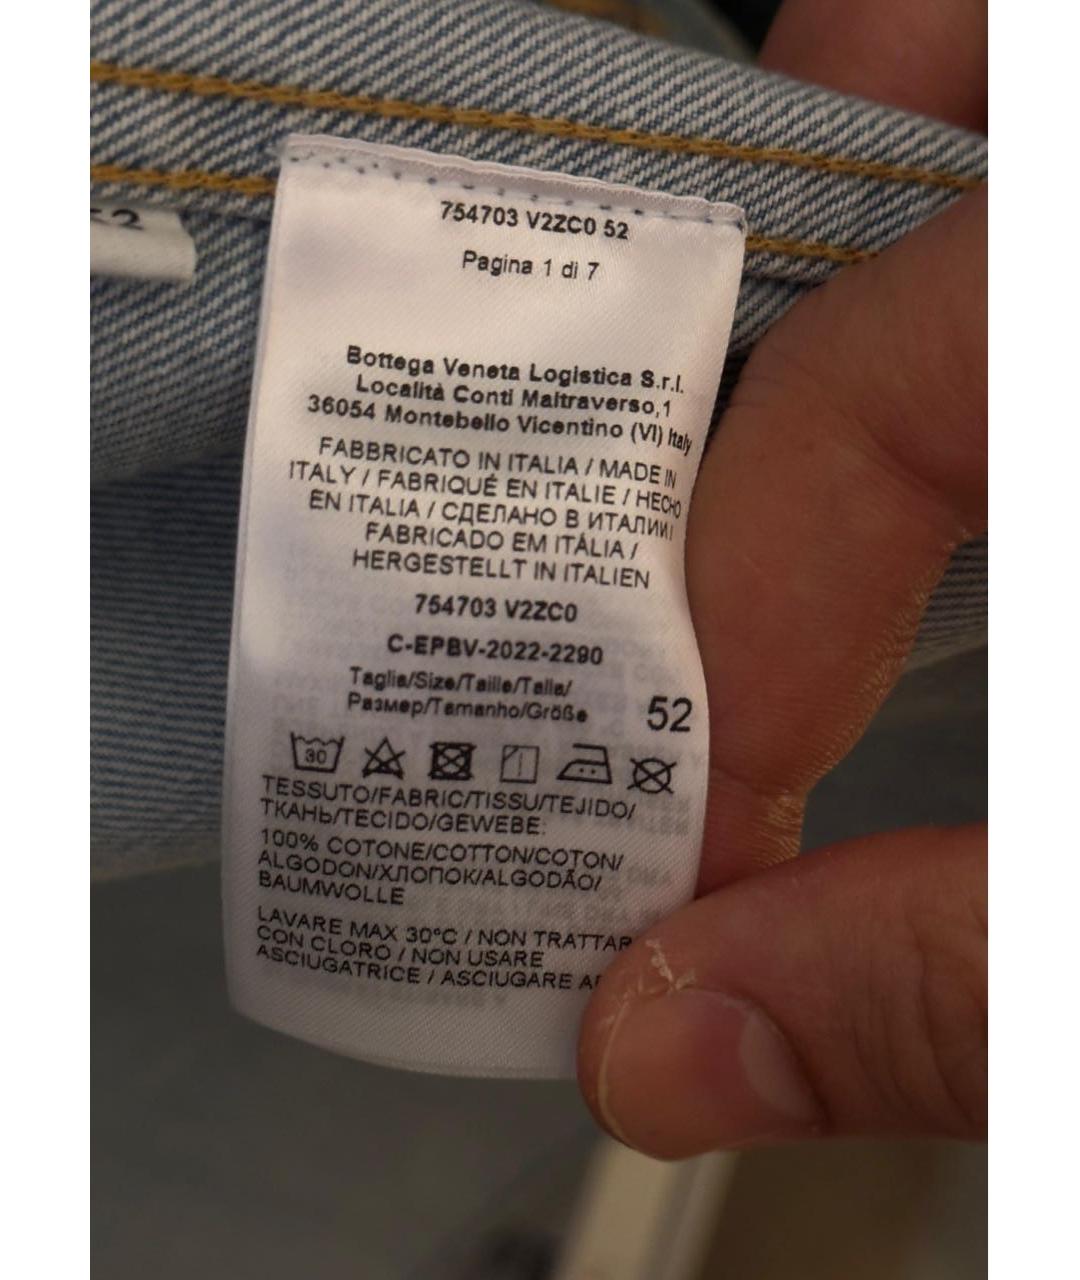 754703 V2ZC0 52
52
Pagina 1 di 7
Bottega Veneta Logistica S.r.l.
Località Conti Maltraverso,1
36054 Montebello Vicentino (VI) Italy
FABBRICATO IN ITALIA / MADE IN
ITALY / FABRIQUÉ EN ITALIE / HECHO
EN ITALIA / СДЕЛАНО В ИТАЛИИ /
FABRICADO EM ITÁLIA /
HERGESTELLT IN ITALIEN
754703 V2ZC0
C-EPBV-2022-2290
Taglia/Size/Taille/Talla/
Размер/Tamanho/Größe 52
30
TESSUTO/FABRIC/TISSU/TEJIDO/
ТКАНЬ/TECIDO/GEWEBE:
100% COTONE/COTTON/COTON/
ALGODON/ХЛОПОК/ALGODÃO/
BAUMWOLLE
LAVARE MAX 30°C / NON TRATTAR
CON CLORO / NON USARE
ASCIUGATRICE / ASCIUGARE